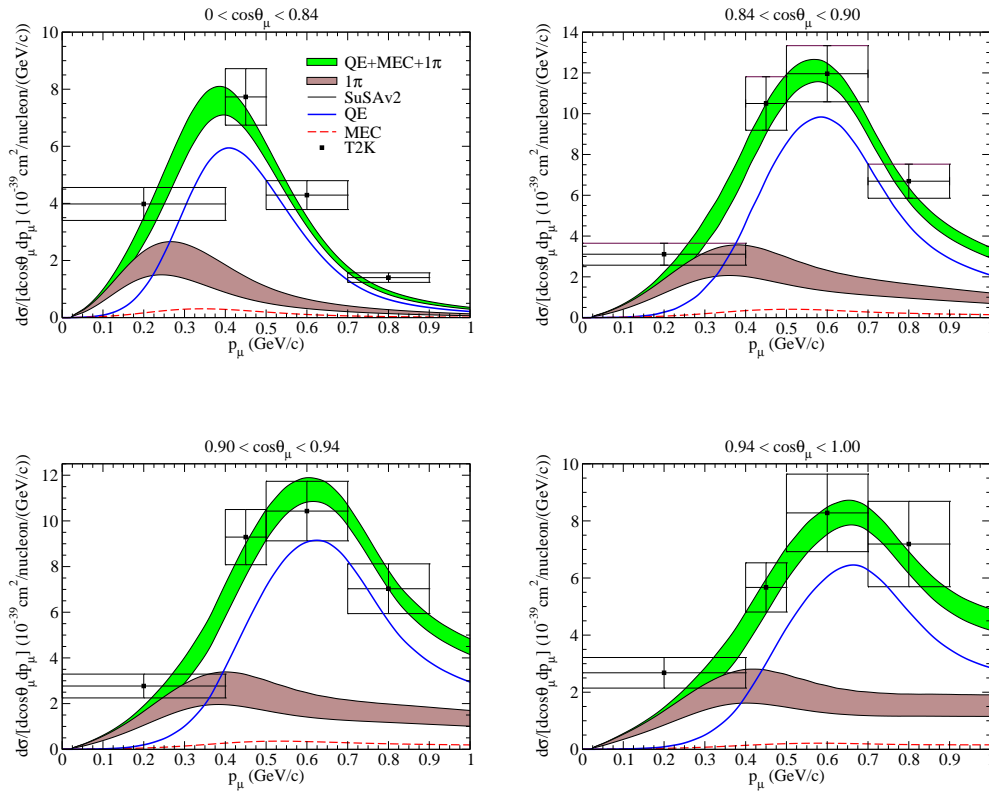 0 < cosθμ < 0.84
dσ/[dcosθμ dpμ] (10⁻³⁹ cm²/nucleon/(GeV/c))
10
8
6
4
2
0
QE+MEC+1π
1π
SuSAv2
QE
MEC
T2K
0 0.1 0.2 0.3 0.4 0.5 0.6 0.7 0.8 0.9 1
pμ (GeV/c)
0.84 < cosθμ < 0.90
dσ/[dcosθμ dpμ] (10⁻³⁹ cm²/nucleon/(GeV/c))
14
12
10
8
6
4
2
0
0 0.1 0.2 0.3 0.4 0.5 0.6 0.7 0.8 0.9
pμ (GeV/c)
0.90 < cosθμ < 0.94
dσ/[dcosθμ dpμ] (10⁻³⁹ cm²/nucleon/(GeV/c))
12
10
8
6
4
2
0
0 0.1 0.2 0.3 0.4 0.5 0.6 0.7 0.8 0.9 1
pμ (GeV/c)
0.94 < cosθμ < 1.00
dσ/[dcosθμ dpμ] (10⁻³⁹ cm²/nucleon/(GeV/c))
10
8
6
4
2
0
0 0.1 0.2 0.3 0.4 0.5 0.6 0.7 0.8 0.9
pμ (GeV/c)